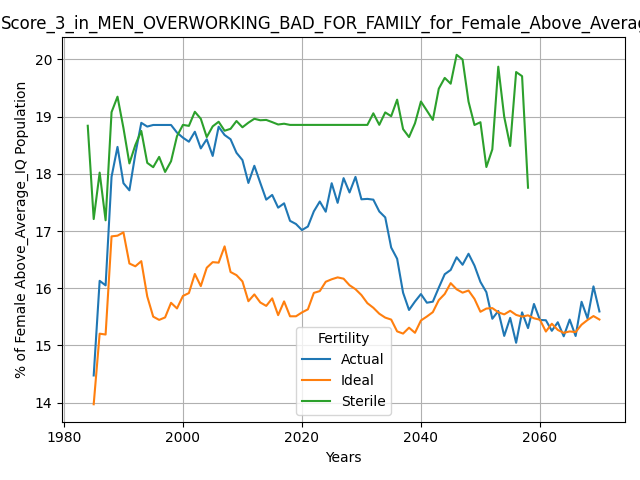 Score_3_in_MEN_OVERWORKING_BAD_FOR_FAMILY_for_Female_Above_Averag
% of Female Above_Average_IQ Population
20
19
18
17
16
15
14
Fertility
Actual
Ideal
Sterile
1980
2000
2020
2040
2060
Years